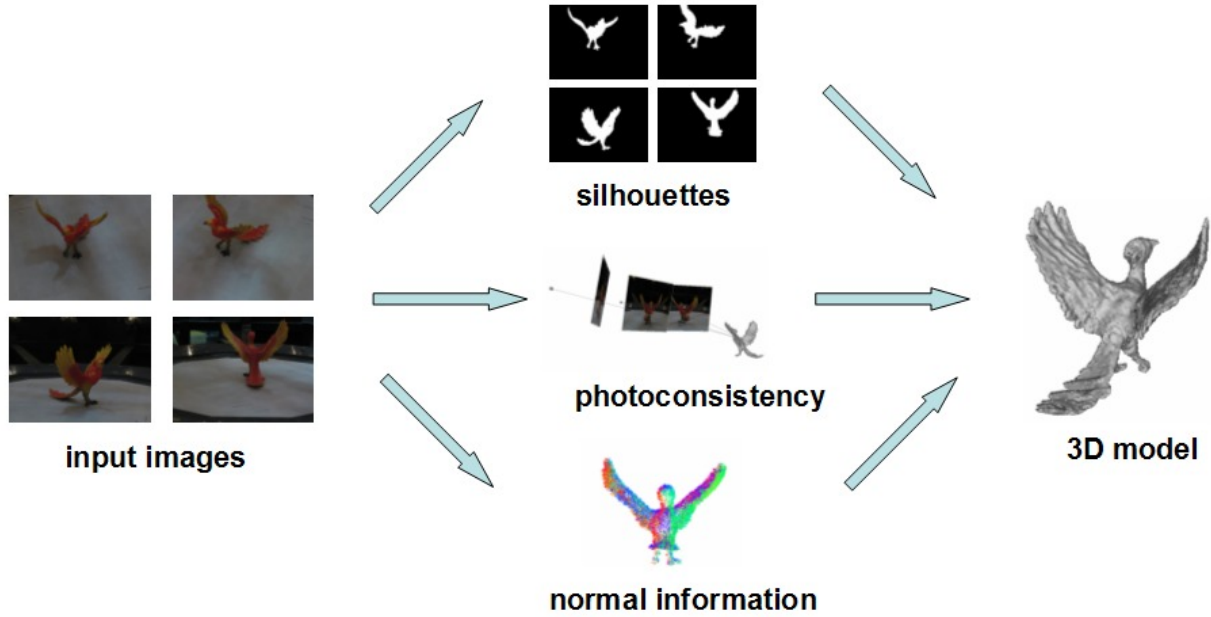 input images
silhouettes
photoconsistency
normal information
3D model